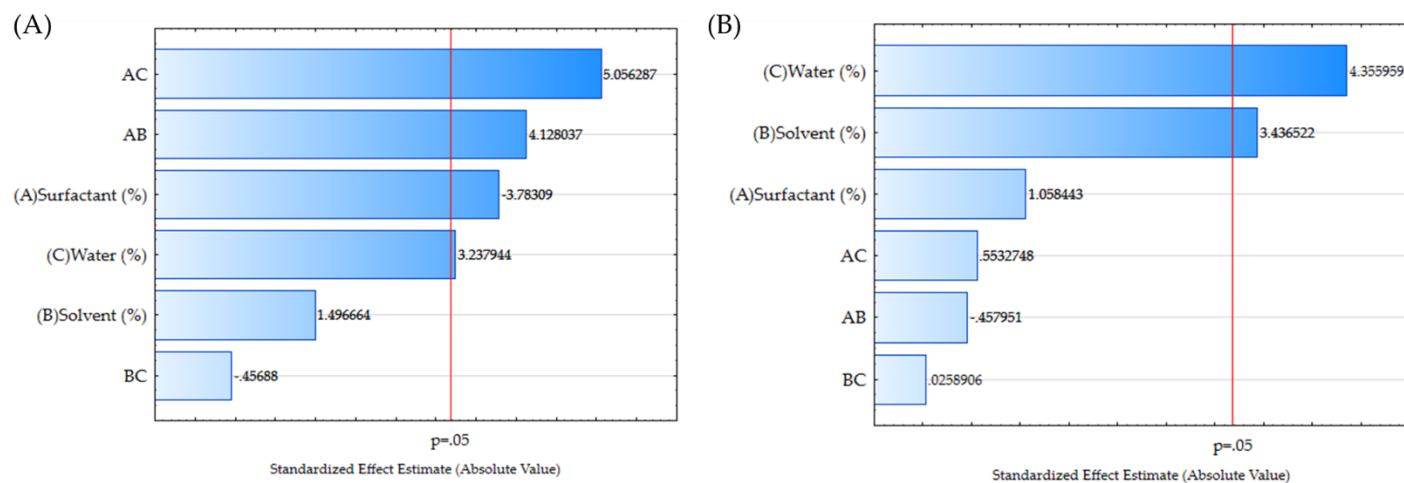 (A)
AC
5.056287
AB
4.128037
(A)Surfactant (%)
-3.78309
(C)Water (%)
3.237944
(B)Solvent (%)
1.496664
BC
-.45688
p=.05
Standardized Effect Estimate (Absolute Value)
(B)
(C)Water (%)
4.355959
(B)Solvent (%)
3.436522
(A)Surfactant (%)
1.058443
AC
.5532748
AB
-.457951
BC
.0258906
p=.05
Standardized Effect Estimate (Absolute Value)